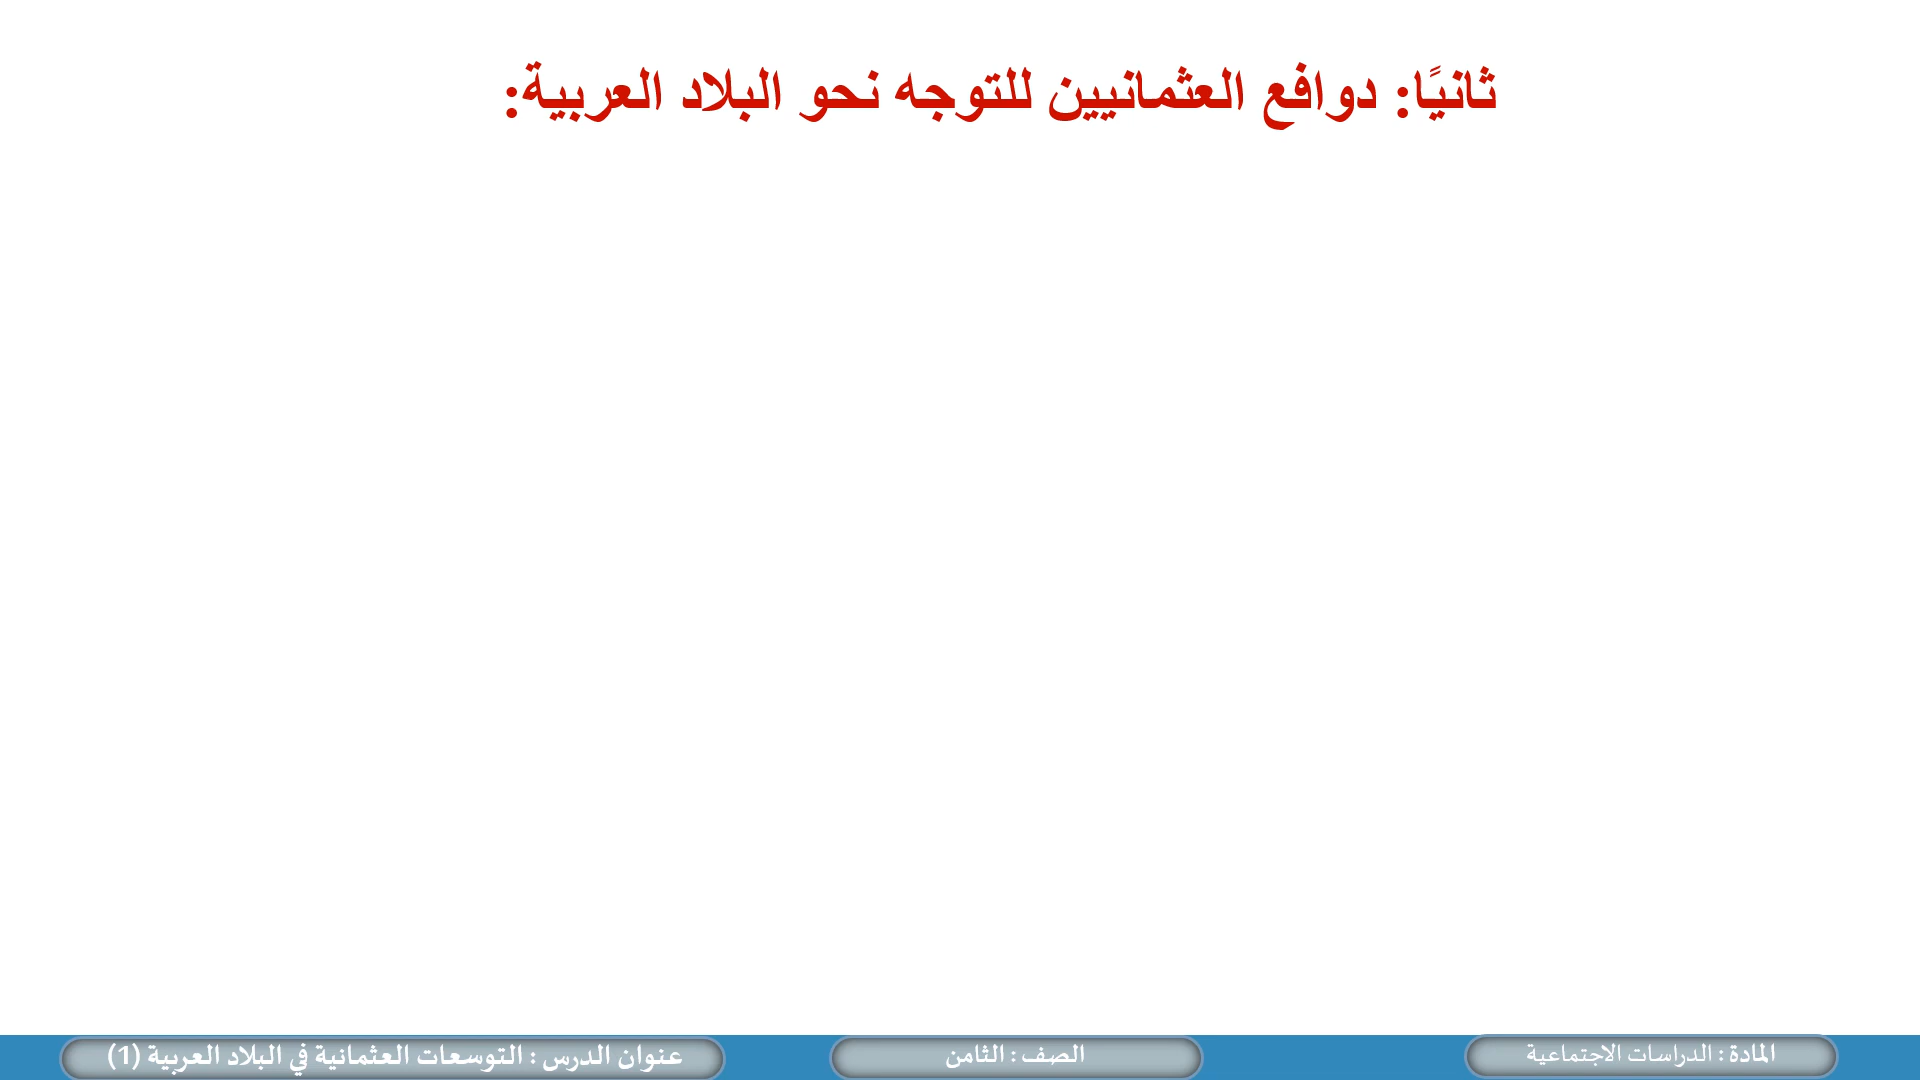 ثانيًا: دوافع العثمانيين للتوجه نحو البلاد العربية:
المادة : الدراسات الاجتماعية
الصف : الثامن
عنوان الدرس : التوسعات العثمانية في البلاد العربية (1)